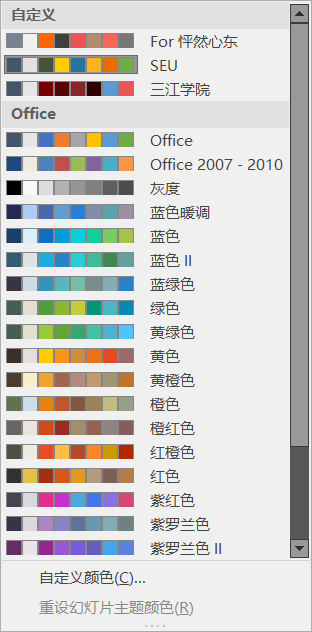 自定义
For 怦然心东
SEU
三江学院
Office
Office
Office 2007 - 2010
灰度
蓝色暖调
蓝色
蓝色 II
蓝绿色
绿色
黄绿色
黄色
黄橙色
橙色
橙红色
红橙色
红色
紫红色
紫罗兰色
紫罗兰色 II
自定义颜色(C)...
重设幻灯片主题颜色(R)